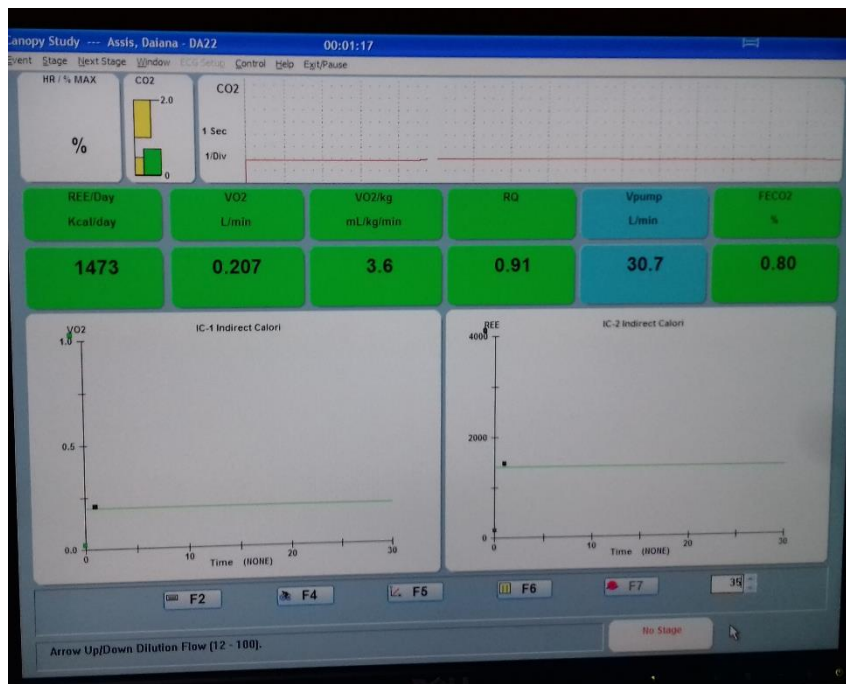 Canopy Study --- Assis, Daiana - DA22 00:01:17
Event Stage Next Stage Window ECG Setup Control Help Exit/Pause
HR / % MAX
%
CO2
2.0
0
CO2
1 Sec
1/Div
REE/Day VO2 VO2/kg RQ Vpump FECO2
Kcal/day L/min mL/kg/min L/min %
1473 0.207 3.6 0.91 30.7 0.80
VO2 IC-1 Indirect Calori
1.0
0.5
0.0
0 10 20 30
Time (NONE)
REE IC-2 Indirect Calori
4000
2000
0
0 10 20 30
Time (NONE)
F2 F4 F5 F6 F7 35
No Stage
Arrow Up/Down Dilution Flow (12 - 100).